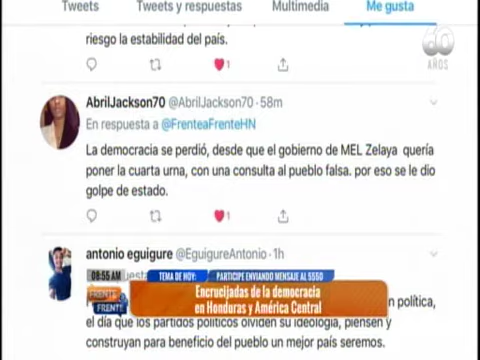 Tweets Tweets y respuestas Multimedia Me gusta
60
AÑOS
riesgo la estabilidad del país.
1
AbrilJackson70 @AbrilJackson70 · 58m
En respuesta a @FrenteaFrenteHN
La democracia se perdió, desde que el gobierno de MEL Zelaya quería
poner la cuarta urna, con una consulta al pueblo falsa. por eso se le dio
golpe de estado.
1
antonio eguigure @EguigureAntonio · 1h
08:55 AM TEMA DE HOY: PARTICIPE ENVIANDO MENSAJE AL 5550
FRENTE A FRENTE
Encrucijadas de la democracia
en Honduras y América Central
política,
el día que los partidos políticos olviden su ideología, piensen y
construyan para beneficio del pueblo un mejor país seremos.